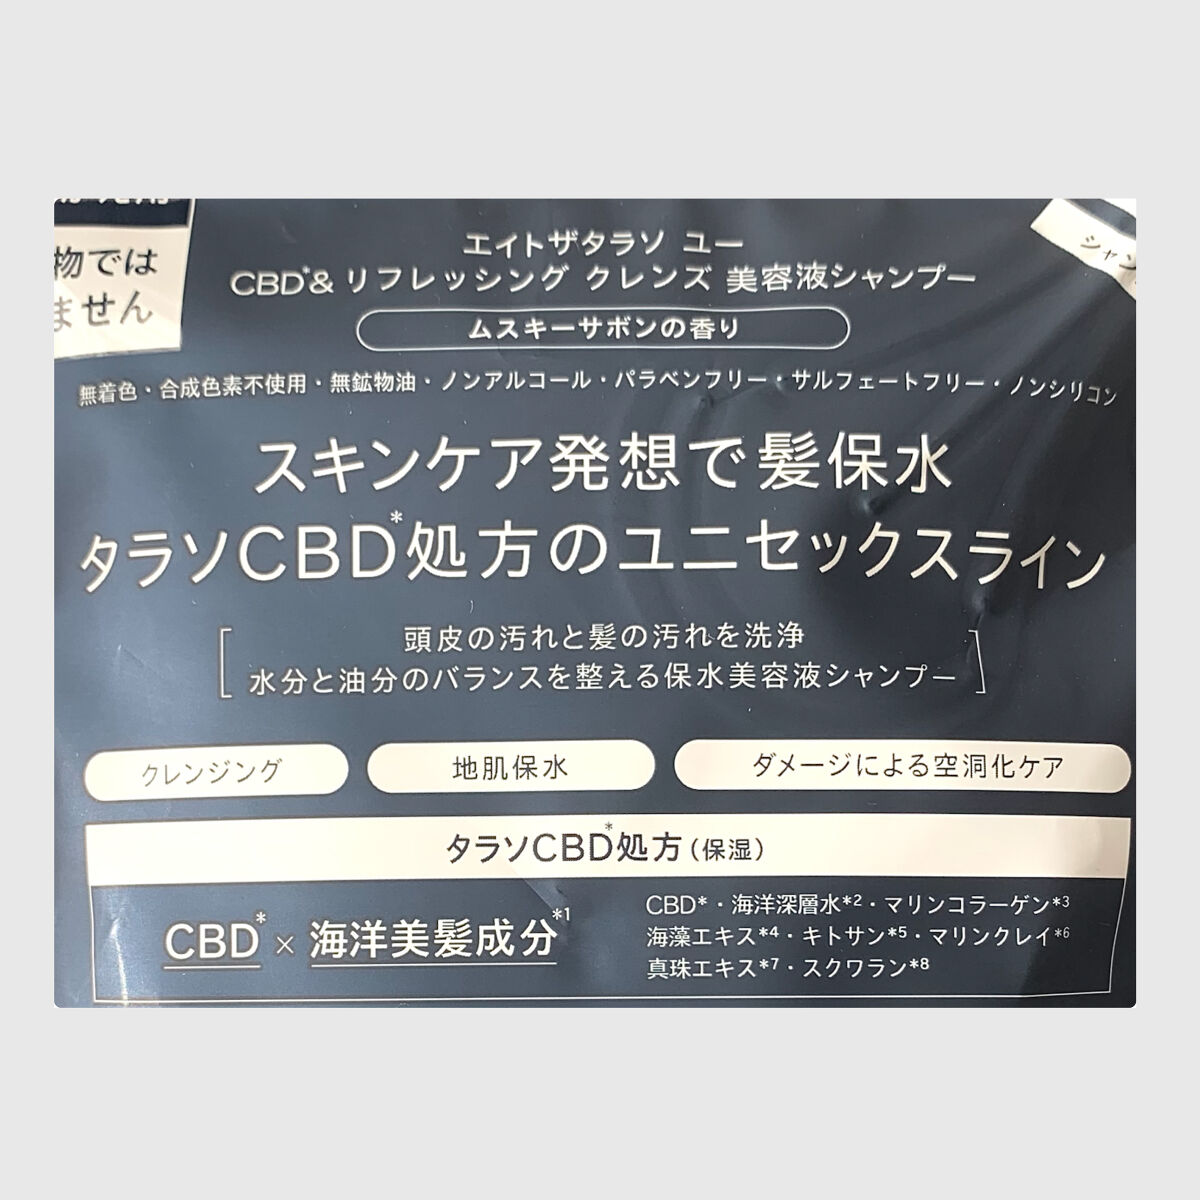 物では
ません
シャン
エイトザタラソ ユー
CBD*& リフレッシング クレンズ 美容液シャンプー
ムスキーサボンの香り
無着色・合成色素不使用・無鉱物油・ノンアルコール・パラベンフリー・サルフェートフリー・ノンシリコン
スキンケア発想で髪保水
タラソCBD*処方のユニセックスライン
頭皮の汚れと髪の汚れを洗浄
水分と油分のバランスを整える保水美容液シャンプー
クレンジング 地肌保水 ダメージによる空洞化ケア
タラソCBD*処方(保湿)
CBD* × 海洋美髪成分*1
CBD*・海洋深層水*2・マリンコラーゲン*3
海藻エキス*4・キトサン*5・マリンクレイ*6
真珠エキス*7・スクワラン*8